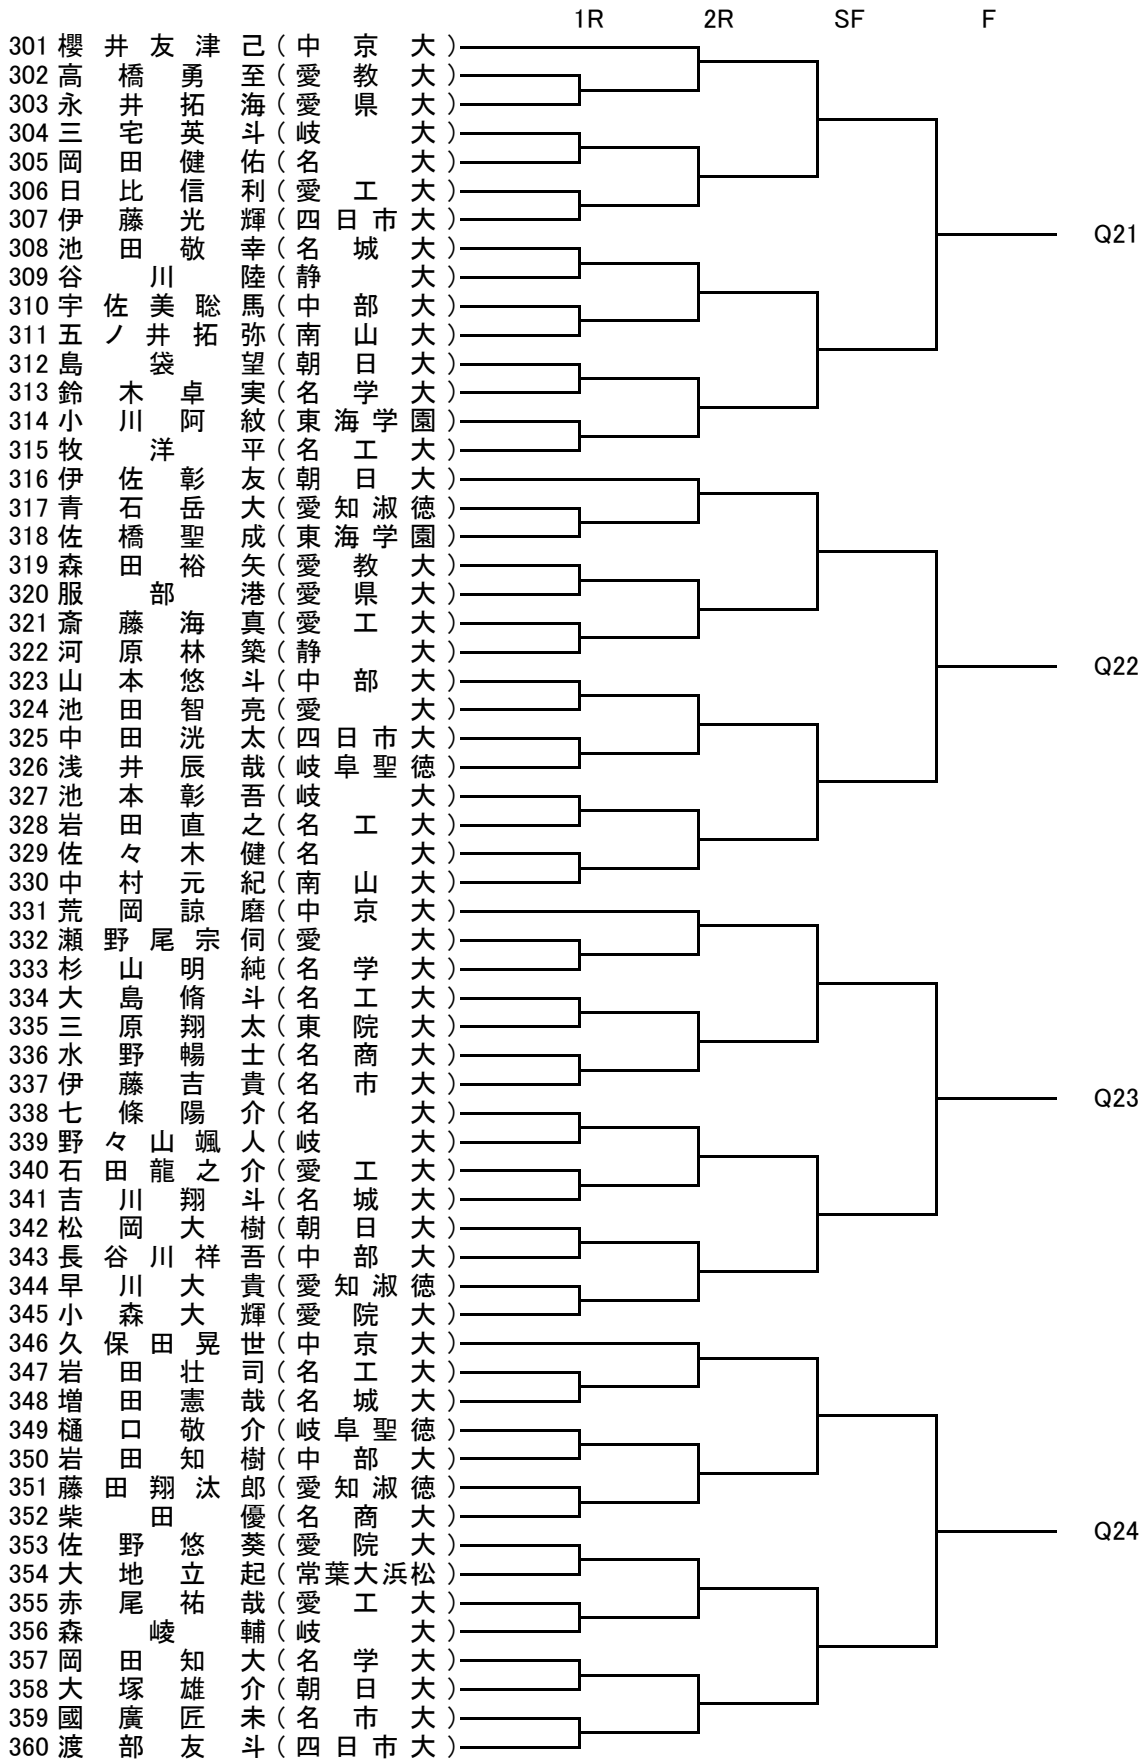 1R 2R SF F
301 櫻井友津己(中京大)
302 高橋勇至(愛教大)
303 永井拓海(愛県大)
304 三宅英斗(岐大)
305 岡田健佑(名大)
306 日比信利(愛工大)
307 伊藤光輝(四日市大)
308 池田敬幸(名城大)
Q21
309 谷川陸(静大)
310 宇佐美聡馬(中部大)
311 五ノ井拓弥(南山大)
312 島袋望(朝日大)
313 鈴木卓実(名学大)
314 小川阿紋(東海学園)
315 牧洋平(名工大)
316 伊佐彰友(朝日大)
317 青石岳大(愛知淑徳)
318 佐橋聖成(東海学園)
319 森田裕矢(愛教大)
320 服部港(愛県大)
321 斎藤海真(愛工大)
322 河原林築(静大)
Q22
323 山本悠斗(中部大)
324 池田智亮(愛大)
325 中田洸太(四日市大)
326 浅井辰哉(岐阜聖徳)
327 池本彰吾(岐大)
328 岩田直之(名工大)
329 佐々木健(名大)
330 中村元紀(南山大)
331 荒岡諒磨(中京大)
332 瀬野尾宗伺(愛大)
333 杉山明純(名学大)
334 大島脩斗(名工大)
335 三原翔太(東院大)
336 水野暢士(名商大)
337 伊藤吉貴(名市大)
Q23
338 七條陽介(名大)
339 野々山颯人(岐大)
340 石田龍之介(愛工大)
341 吉川翔斗(名城大)
342 松岡大樹(朝日大)
343 長谷川祥吾(中部大)
344 早川大貴(愛知淑徳)
345 小森大輝(愛院大)
346 久保田晃世(中京大)
347 岩田壮司(名工大)
348 増田憲哉(名城大)
349 樋口敬介(岐阜聖徳)
350 岩田知樹(中部大)
351 藤田翔汰郎(愛知淑徳)
352 柴田優(名商大)
Q24
353 佐野悠葵(愛院大)
354 大地立起(常葉大浜松)
355 赤尾祐哉(愛工大)
356 森崚輔(岐大)
357 岡田知大(名学大)
358 大塚雄介(朝日大)
359 國廣匠未(名市大)
360 渡部友斗(四日市大)